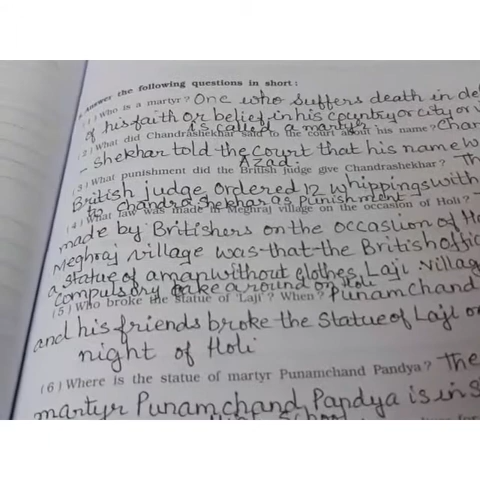 Answer the following questions in short :
(1) Who is a martyr? One who suffers death in de
of his faith or belief, in his country or city or
is called a martyr.
(2) What did Chandrashekhar said to the court about his name? Chan
- Shekhar told the court that his name w
Azad.
(3) What punishment did the British judge give Chandrashekhar? Th
British judge ordered 12 whippings with
to Chandrashekhar as punishment.
(4) What law was made in Meghraj village on the occasion of Holi?
made by Britishers on the occasion of Ho
Meghraj village was that the British offic
a statue of a man without clothes, Laji villag
compulsory take around on Holi
(5) Who broke the statue of 'Laji'? When? Punamchand
and his friends broke the statue of Laji o
night of Holi
(6) Where is the statue of martyr Punamchand Pandya? The
martyr Punamchand Pandya is in S